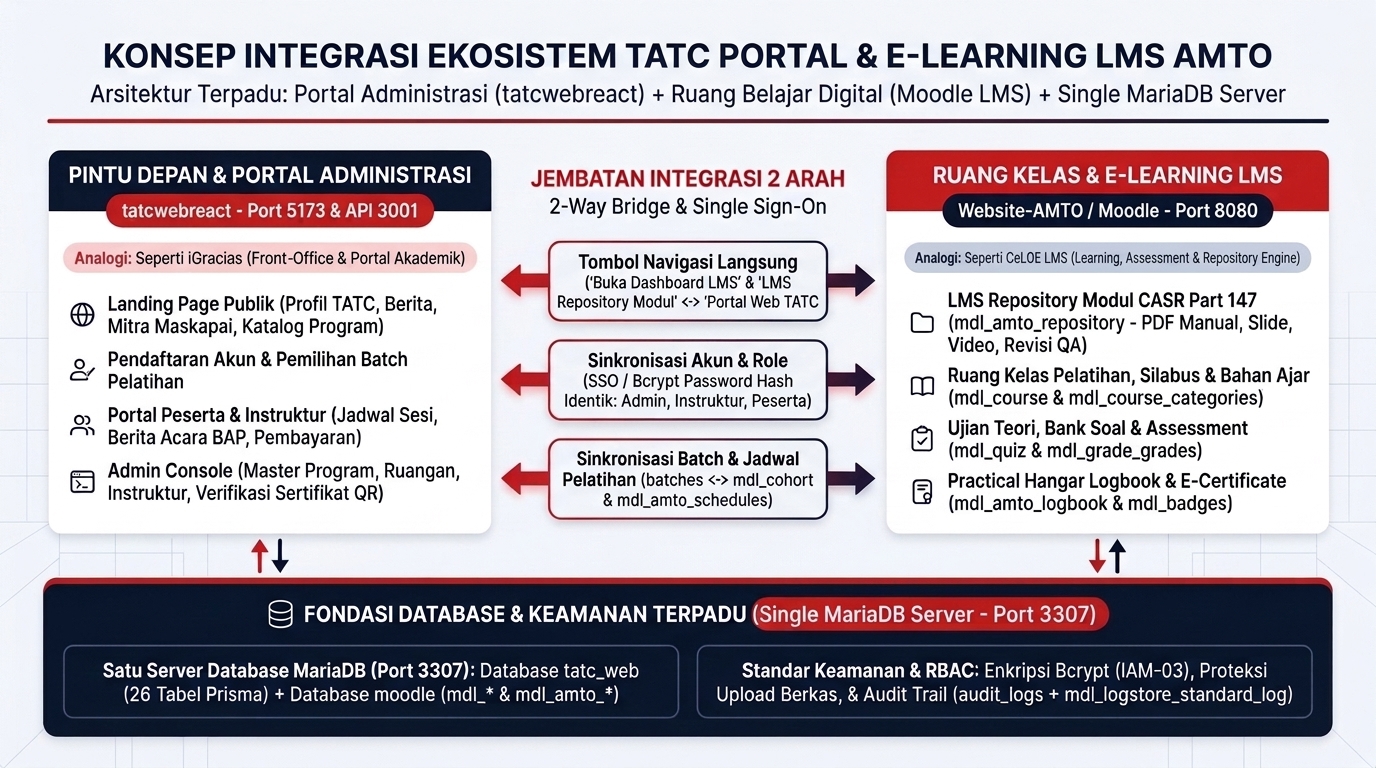 KONSEP INTEGRASI EKOSISTEM TATC PORTAL & E-LEARNING LMS AMTO
Arsitektur Terpadu: Portal Administrasi (tatcwebreact) + Ruang Belajar Digital (Moodle LMS) + Single MariaDB Server
PINTU DEPAN & PORTAL ADMINISTRASI
tatcwebreact - Port 5173 & API 3001
Analogi: Seperti iGracias (Front-Office & Portal Akademik)
Landing Page Publik (Profil TATC, Berita,
Mitra Maskapai, Katalog Program)
Pendaftaran Akun & Pemilihan Batch
Pelatihan
Portal Peserta & Instruktur (Jadwal Sesi,
Berita Acara BAP, Pembayaran)
Admin Console (Master Program, Ruangan,
Instruktur, Verifikasi Sertifikat QR)
JEMBATAN INTEGRASI 2 ARAH
2-Way Bridge & Single Sign-On
Tombol Navigasi Langsung
('Buka Dashboard LMS' & 'LMS
Repository Modul' <-> 'Portal Web TATC
Sinkronisasi Akun & Role
(SSO / Bcrypt Password Hash
Identik: Admin, Instruktur, Peserta)
Sinkronisasi Batch & Jadwal
Pelatihan (batches <-> mdl_cohort
& mdl_amto_schedules)
RUANG KELAS & E-LEARNING LMS
Website-AMTO / Moodle - Port 8080
Analogi: Seperti CeLOE LMS (Learning, Assessment & Repository Engine)
LMS Repository Modul CASR Part 147
(mdl_amto_repository - PDF Manual, Slide,
Video, Revisi QA)
Ruang Kelas Pelatihan, Silabus & Bahan Ajar
(mdl_course & mdl_course_categories)
Ujian Teori, Bank Soal & Assessment
(mdl_quiz & mdl_grade_grades)
Practical Hangar Logbook & E-Certificate
(mdl_amto_logbook & mdl_badges)
FONDASI DATABASE & KEAMANAN TERPADU (Single MariaDB Server - Port 3307)
Satu Server Database MariaDB (Port 3307): Database tatc_web
(26 Tabel Prisma) + Database moodle (mdl_* & mdl_amto_*)
Standar Keamanan & RBAC: Enkripsi Bcrypt (IAM-03), Proteksi
Upload Berkas, & Audit Trail (audit_logs + mdl_logstore_standard_log)